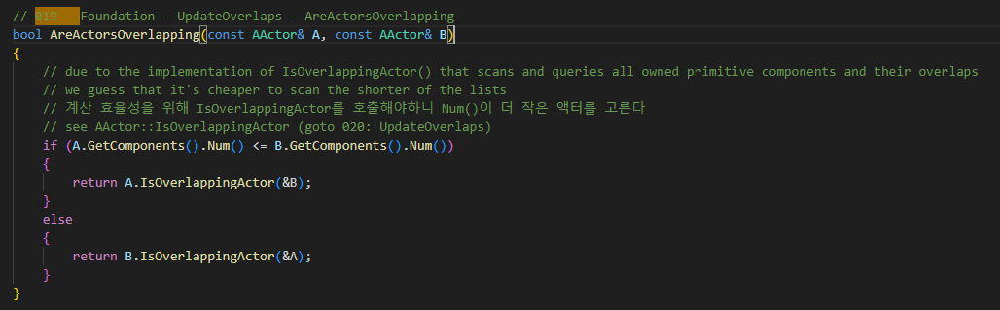 // 019 - Foundation - UpdateOverlaps - AreActorsOverlapping
bool AreActorsOverlapping(const AActor& A, const AActor& B)
{
    // due to the implementation of IsOverlappingActor() that scans and queries all owned primitive components and their overlaps
    // we guess that it's cheaper to scan the shorter of the lists
    // 계산 효율성을 위해 IsOverlappingActor를 호출해야하니 Num()이 더 작은 액터를 고른다
    // see AActor::IsOverlappingActor (goto 020: UpdateOverlaps)
    if (A.GetComponents().Num() <= B.GetComponents().Num())
    {
        return A.IsOverlappingActor(&B);
    }
    else
    {
        return B.IsOverlappingActor(&A);
    }
}